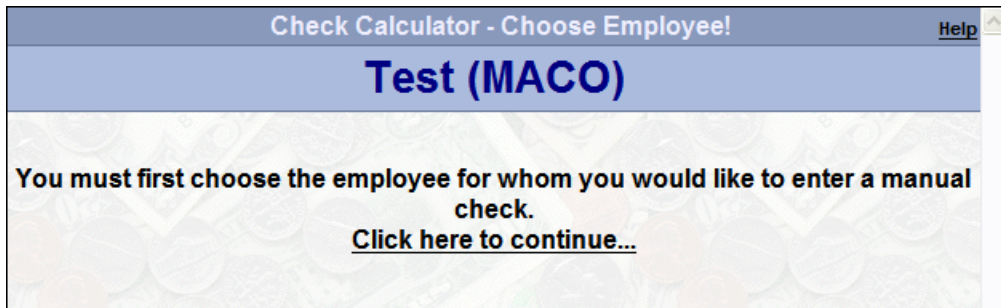 Check Calculator - Choose Employee!
Help
Test (MACO)
You must first choose the employee for whom you would like to enter a manual
check.
Click here to continue...